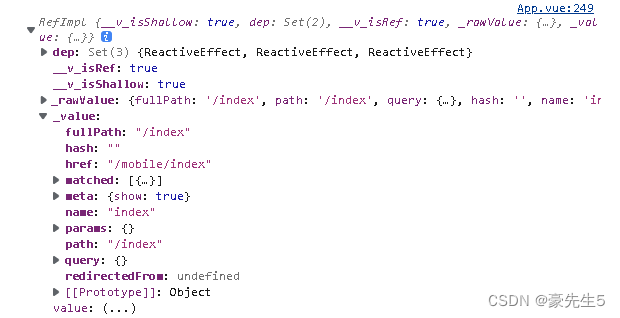 App.vue:249
RefImpl {__v_isShallow: true, dep: Set(2), __v_isRef: true, _rawValue: {…}, _val
ue: {…}}
dep: Set(3) {ReactiveEffect, ReactiveEffect, ReactiveEffect}
__v_isRef: true
__v_isShallow: true
_rawValue: {fullPath: '/index', path: '/index', query: {…}, hash: '', name: 'in
_value:
fullPath: "/index"
hash: ""
href: "/mobile/index"
matched: [{…}]
meta: {show: true}
name: "index"
params: {}
path: "/index"
query: {}
redirectedFrom: undefined
[[Prototype]]: Object
value: (...)
CSDN @豪先生5